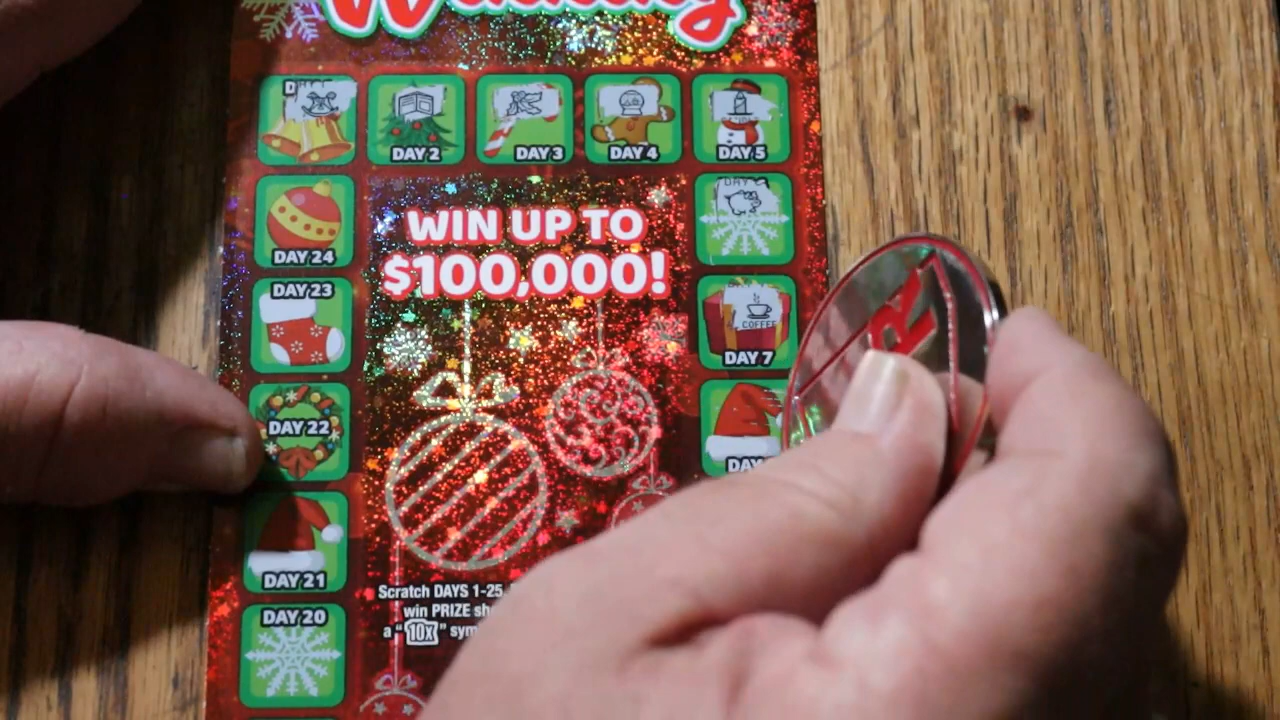 DAY 2
DAY 3
DAY 4
DAY 5
WIN UP TO
$100,000!
DAY 24
DAY 23
COFFEE
DAY 7
DAY 22
DAY 21
Scratch DAYS 1-25
win PRIZE
a "10X"
DAY 20